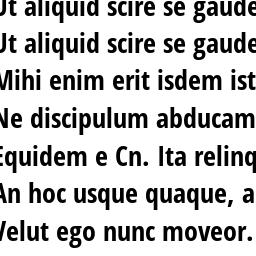 Ut aliquid scire se gaude
Ut aliquid scire se gaude
Mihi enim erit isdem ist
Ne discipulum abducam
Equidem e Cn. Ita relinq
An hoc usque quaque, a
Velut ego nunc moveor.